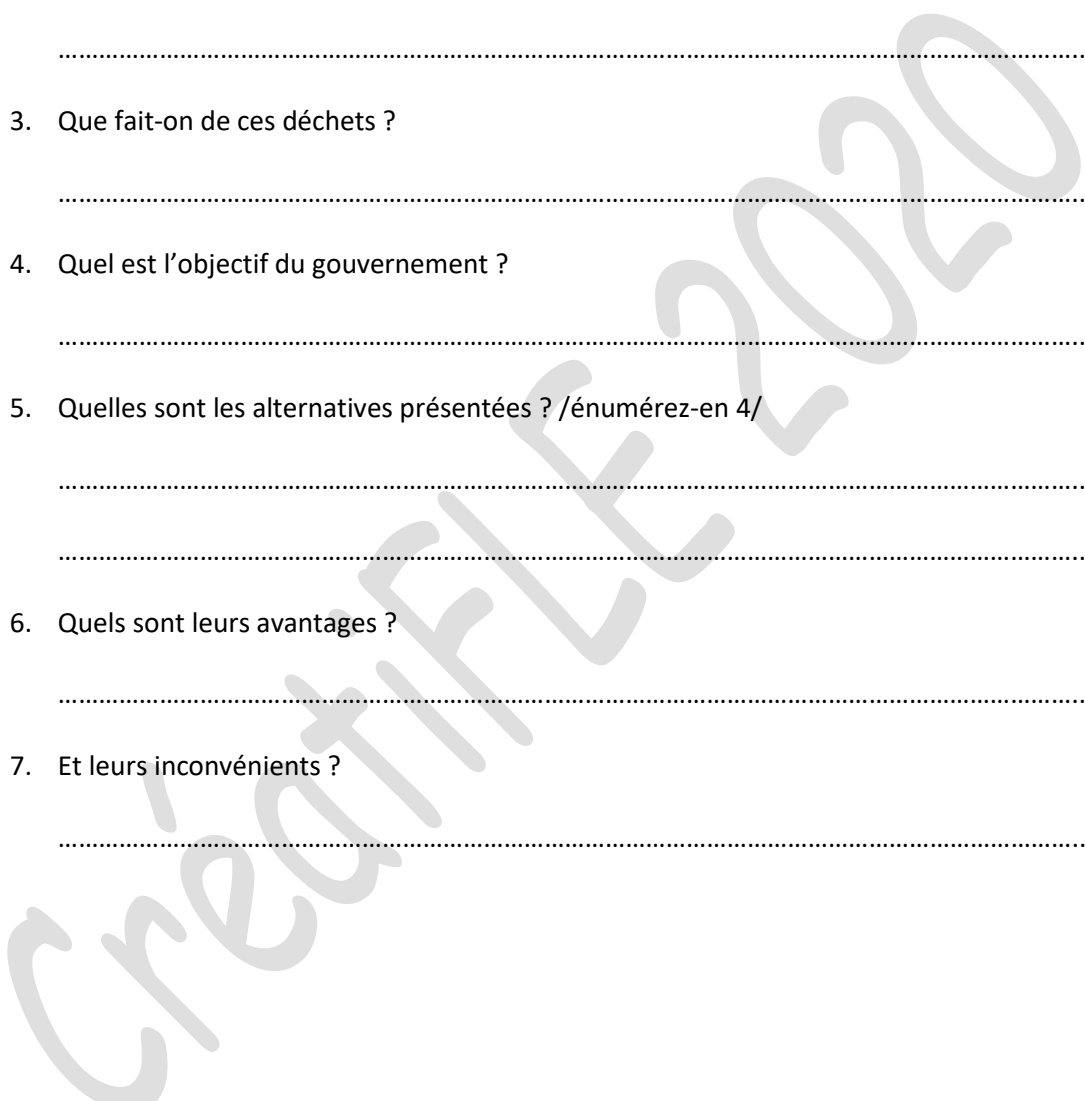 ……………………………………………………………………………………………………………………………………..
3. Que fait-on de ces déchets ?
……………………………………………………………………………………………………………………………………..
4. Quel est l’objectif du gouvernement ?
……………………………………………………………………………………………………………………………………..
5. Quelles sont les alternatives présentées ? /énumérez-en 4/
……………………………………………………………………………………………………………………………………..
……………………………………………………………………………………………………………………………………..
6. Quels sont leurs avantages ?
……………………………………………………………………………………………………………………………………..
7. Et leurs inconvénients ?
……………………………………………………………………………………………………………………………………..
CréatiFLE 2020